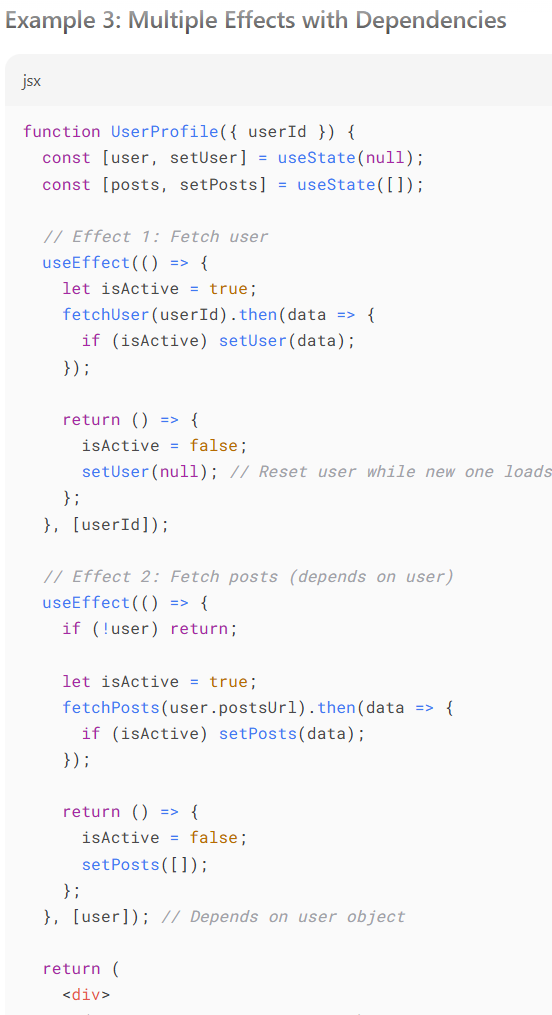 Example 3: Multiple Effects with Dependencies
jsx
function UserProfile({ userId }) {
  const [user, setUser] = useState(null);
  const [posts, setPosts] = useState([]);
  // Effect 1: Fetch user
  useEffect(() => {
    let isActive = true;
    fetchUser(userId).then(data => {
      if (isActive) setUser(data);
    });
    return () => {
      isActive = false;
      setUser(null); // Reset user while new one loads
    };
  }, [userId]);
  // Effect 2: Fetch posts (depends on user)
  useEffect(() => {
    if (!user) return;
    let isActive = true;
    fetchPosts(user.postsUrl).then(data => {
      if (isActive) setPosts(data);
    });
    return () => {
      isActive = false;
      setPosts([]);
    };
  }, [user]); // Depends on user object
  return (
    <div>